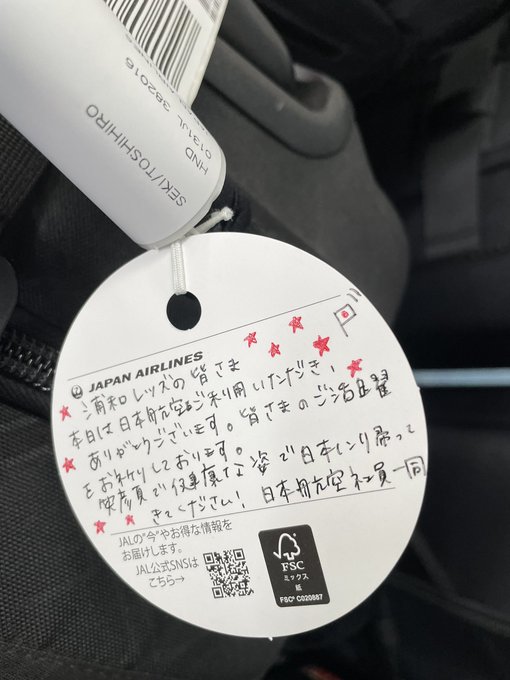 SEKI/TOSHIHIRO
HND
0131JL 382016
JAPAN AIRLINES
浦和レッズの皆さま
本日は日本航空をご利用いただき、
ありがとうございます。皆さまのご活躍
をお祈りしております。
笑顔で健康な姿で日本に帰って
きてください! 日本航空社員一同
JALの"今"やお得な情報を
お届けします。
JAL公式SNSは
こちら→
FSC
ミックス
紙
FSC® C020887